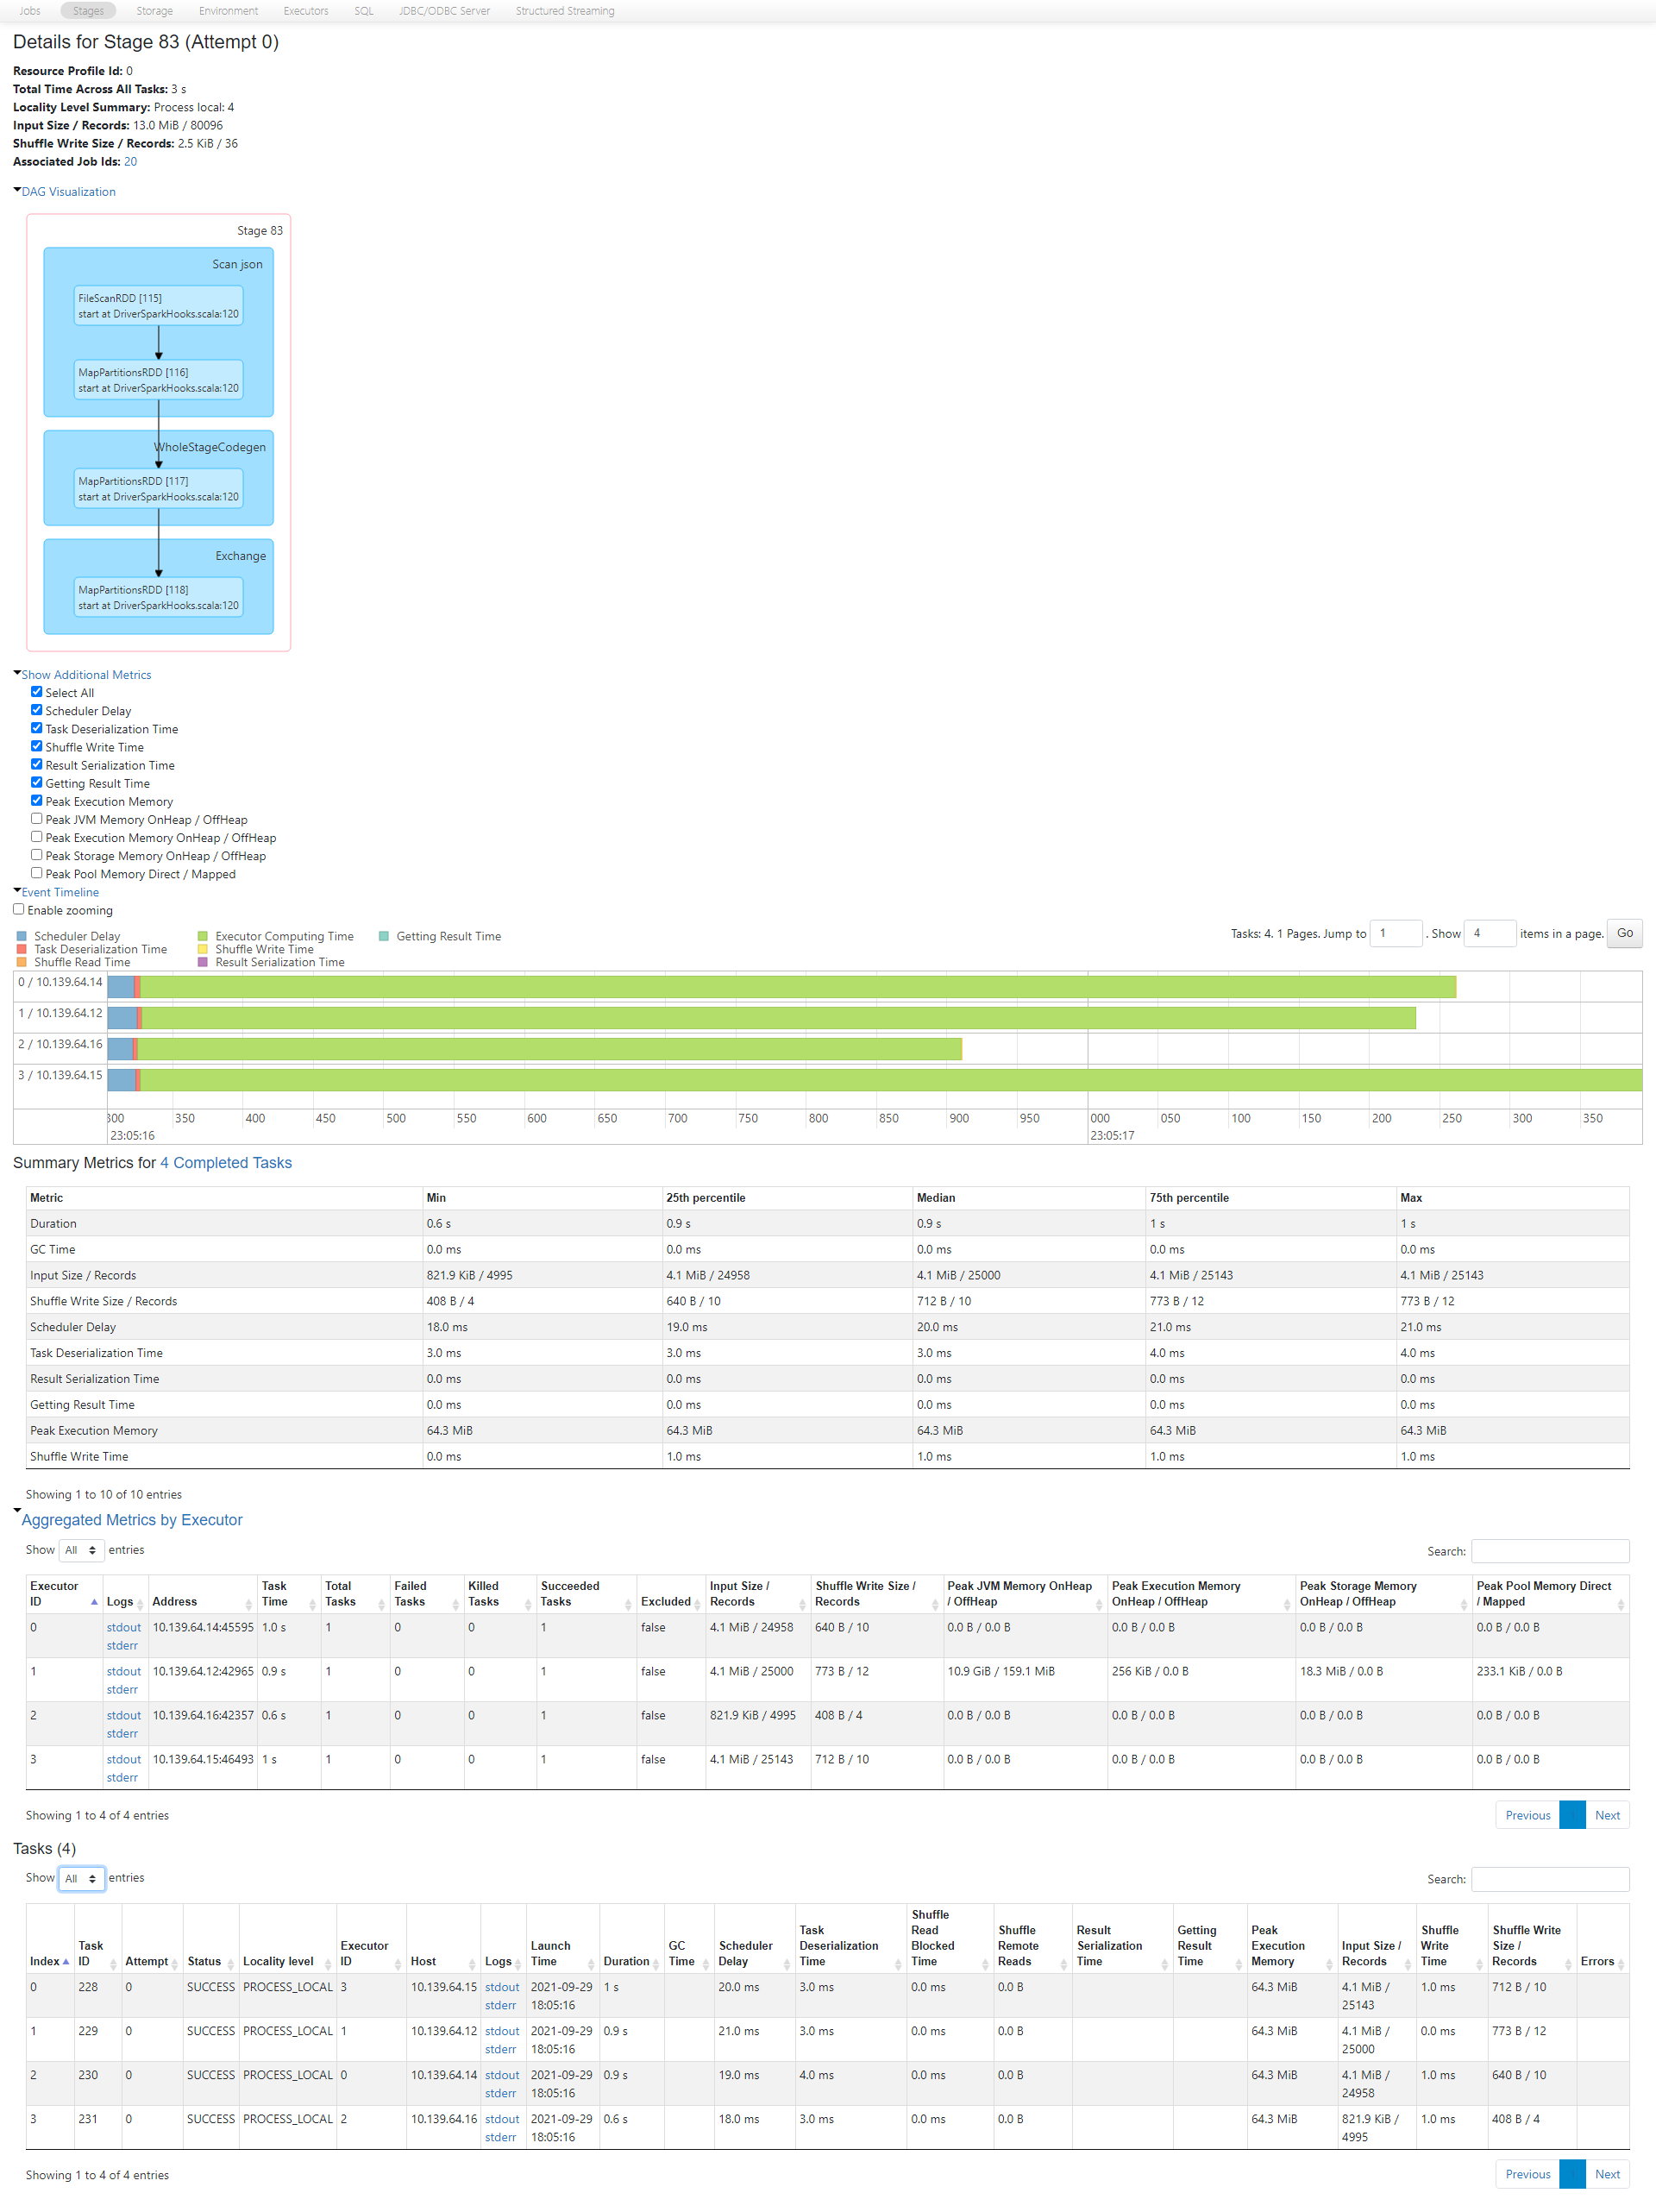 Jobs Stages Storage Environment Executors SQL JDBC/ODBC Server Structured Streaming
Details for Stage 83 (Attempt 0)
Resource Profile Id: 0
Total Time Across All Tasks: 3 s
Locality Level Summary: Process local: 4
Input Size / Records: 13.0 MiB / 80096
Shuffle Write Size / Records: 2.5 KiB / 36
Associated Job Ids: 20
DAG Visualization
Stage 83
Scan json
FileScanRDD [115]
start at DriverSparkHooks.scala:120
MapPartitionsRDD [116]
start at DriverSparkHooks.scala:120
WholeStageCodegen
MapPartitionsRDD [117]
start at DriverSparkHooks.scala:120
Exchange
MapPartitionsRDD [118]
start at DriverSparkHooks.scala:120
Show Additional Metrics
Select All
Scheduler Delay
Task Deserialization Time
Shuffle Write Time
Result Serialization Time
Getting Result Time
Peak Execution Memory
Peak JVM Memory OnHeap / OffHeap
Peak Execution Memory OnHeap / OffHeap
Peak Storage Memory OnHeap / OffHeap
Peak Pool Memory Direct / Mapped
Event Timeline
Enable zooming
Scheduler Delay Executor Computing Time Getting Result Time
Task Deserialization Time Shuffle Write Time
Shuffle Read Time Result Serialization Time
Tasks: 4. 1 Pages. Jump to 1 . Show 4 items in a page. Go
0 / 10.139.64.14
1 / 10.139.64.12
2 / 10.139.64.16
3 / 10.139.64.15
300 350 400 450 500 550 600 650 700 750 800 850 900 950 000 050 100 150 200 250 300 350
23:05:16 23:05:17
Summary Metrics for 4 Completed Tasks
Metric Min 25th percentile Median 75th percentile Max
Duration 0.6 s 0.9 s 0.9 s 1 s 1 s
GC Time 0.0 ms 0.0 ms 0.0 ms 0.0 ms 0.0 ms
Input Size / Records 821.9 KiB / 4995 4.1 MiB / 24958 4.1 MiB / 25000 4.1 MiB / 25143 4.1 MiB / 25143
Shuffle Write Size / Records 408 B / 4 640 B / 10 712 B / 10 773 B / 12 773 B / 12
Scheduler Delay 18.0 ms 19.0 ms 20.0 ms 21.0 ms 21.0 ms
Task Deserialization Time 3.0 ms 3.0 ms 3.0 ms 4.0 ms 4.0 ms
Result Serialization Time 0.0 ms 0.0 ms 0.0 ms 0.0 ms 0.0 ms
Getting Result Time 0.0 ms 0.0 ms 0.0 ms 0.0 ms 0.0 ms
Peak Execution Memory 64.3 MiB 64.3 MiB 64.3 MiB 64.3 MiB 64.3 MiB
Shuffle Write Time 0.0 ms 1.0 ms 1.0 ms 1.0 ms 1.0 ms
Showing 1 to 10 of 10 entries
Aggregated Metrics by Executor
Show All entries Search:
Executor ID Logs Address Task Time Total Tasks Failed Tasks Killed Tasks Succeeded Tasks Excluded Input Size / Records Shuffle Write Size / Records Peak JVM Memory OnHeap / OffHeap Peak Execution Memory OnHeap / OffHeap Peak Storage Memory OnHeap / OffHeap Peak Pool Memory Direct / Mapped
0 stdout 10.139.64.14:45595 1.0 s 1 0 0 1 false 4.1 MiB / 24958 640 B / 10 0.0 B / 0.0 B 0.0 B / 0.0 B 0.0 B / 0.0 B 0.0 B / 0.0 B
stderr
1 stdout 10.139.64.12:42965 0.9 s 1 0 0 1 false 4.1 MiB / 25000 773 B / 12 10.9 GiB / 159.1 MiB 256 KiB / 0.0 B 18.3 MiB / 0.0 B 233.1 KiB / 0.0 B
stderr
2 stdout 10.139.64.16:42357 0.6 s 1 0 0 1 false 821.9 KiB / 4995 408 B / 4 0.0 B / 0.0 B 0.0 B / 0.0 B 0.0 B / 0.0 B 0.0 B / 0.0 B
stderr
3 stdout 10.139.64.15:46493 1 s 1 0 0 1 false 4.1 MiB / 25143 712 B / 10 0.0 B / 0.0 B 0.0 B / 0.0 B 0.0 B / 0.0 B 0.0 B / 0.0 B
stderr
Showing 1 to 4 of 4 entries Previous Next
Tasks (4)
Show All entries Search:
Index Task ID Attempt Status Locality level Executor ID Host Logs Launch Time Duration GC Time Scheduler Delay Task Deserialization Time Shuffle Read Blocked Time Shuffle Remote Reads Result Serialization Time Getting Result Time Peak Execution Memory Input Size / Records Shuffle Write Time Shuffle Write Size / Records Errors
0 228 0 SUCCESS PROCESS_LOCAL 3 10.139.64.15 stdout 2021-09-29 1 s 20.0 ms 3.0 ms 0.0 ms 0.0 B 64.3 MiB 4.1 MiB / 1.0 ms 712 B / 10
stderr 18:05:16 25143
1 229 0 SUCCESS PROCESS_LOCAL 1 10.139.64.12 stdout 2021-09-29 0.9 s 21.0 ms 3.0 ms 0.0 ms 0.0 B 64.3 MiB 4.1 MiB / 0.0 ms 773 B / 12
stderr 18:05:16 25000
2 230 0 SUCCESS PROCESS_LOCAL 0 10.139.64.14 stdout 2021-09-29 0.9 s 19.0 ms 4.0 ms 0.0 ms 0.0 B 64.3 MiB 4.1 MiB / 1.0 ms 640 B / 10
stderr 18:05:16 24958
3 231 0 SUCCESS PROCESS_LOCAL 2 10.139.64.16 stdout 2021-09-29 0.6 s 18.0 ms 3.0 ms 0.0 ms 0.0 B 64.3 MiB 821.9 KiB / 1.0 ms 408 B / 4
stderr 18:05:16 4995
Showing 1 to 4 of 4 entries Previous Next